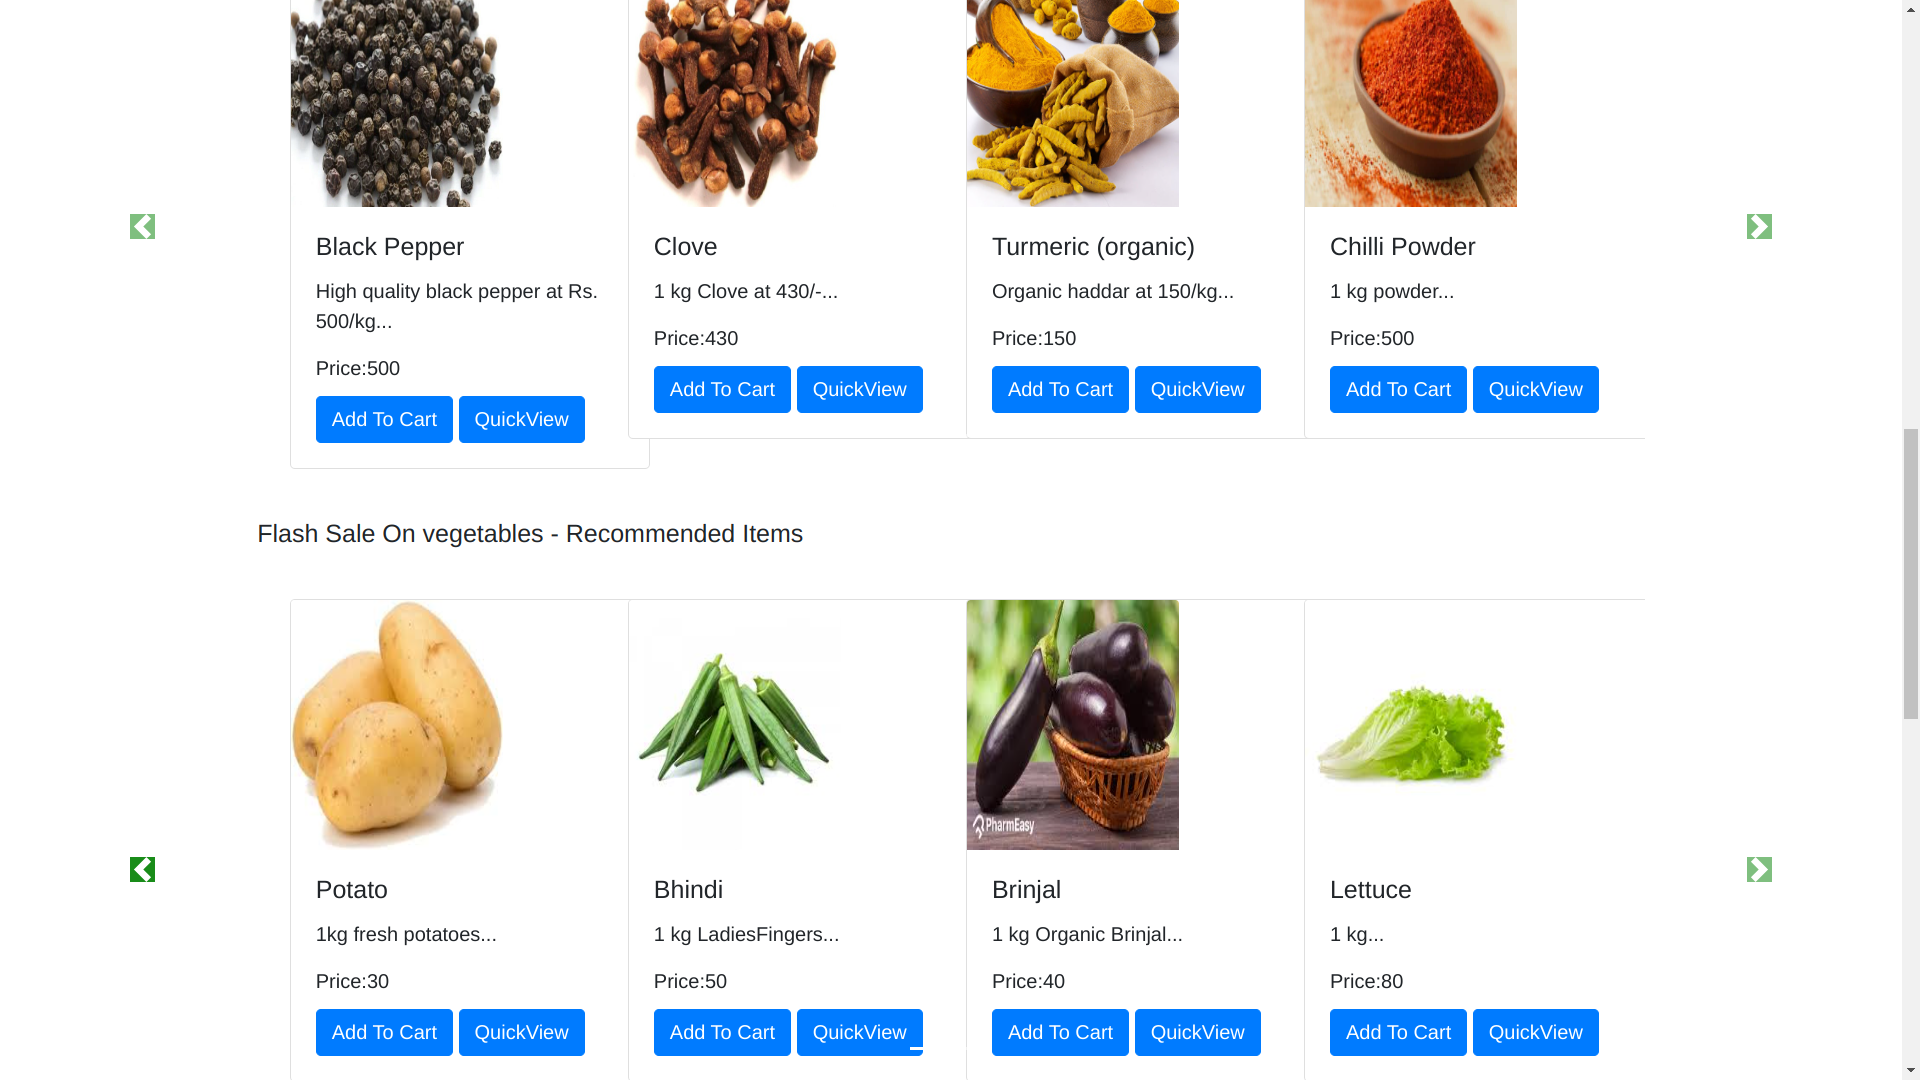 Black Pepper
High quality black pepper at Rs.
500/kg...
Price:500
Add To Cart QuickView
Clove
1 kg Clove at 430/-...
Price:430
Add To Cart QuickView
Turmeric (organic)
Organic haddar at 150/kg...
Price:150
Add To Cart QuickView
Chilli Powder
1 kg powder...
Price:500
Add To Cart QuickView
Flash Sale On vegetables - Recommended Items
PharmEasy
Potato
1kg fresh potatoes...
Price:30
Add To Cart QuickView
Bhindi
1 kg LadiesFingers...
Price:50
Add To Cart QuickView
Brinjal
1 kg Organic Brinjal...
Price:40
Add To Cart QuickView
Lettuce
1 kg...
Price:80
Add To Cart QuickView